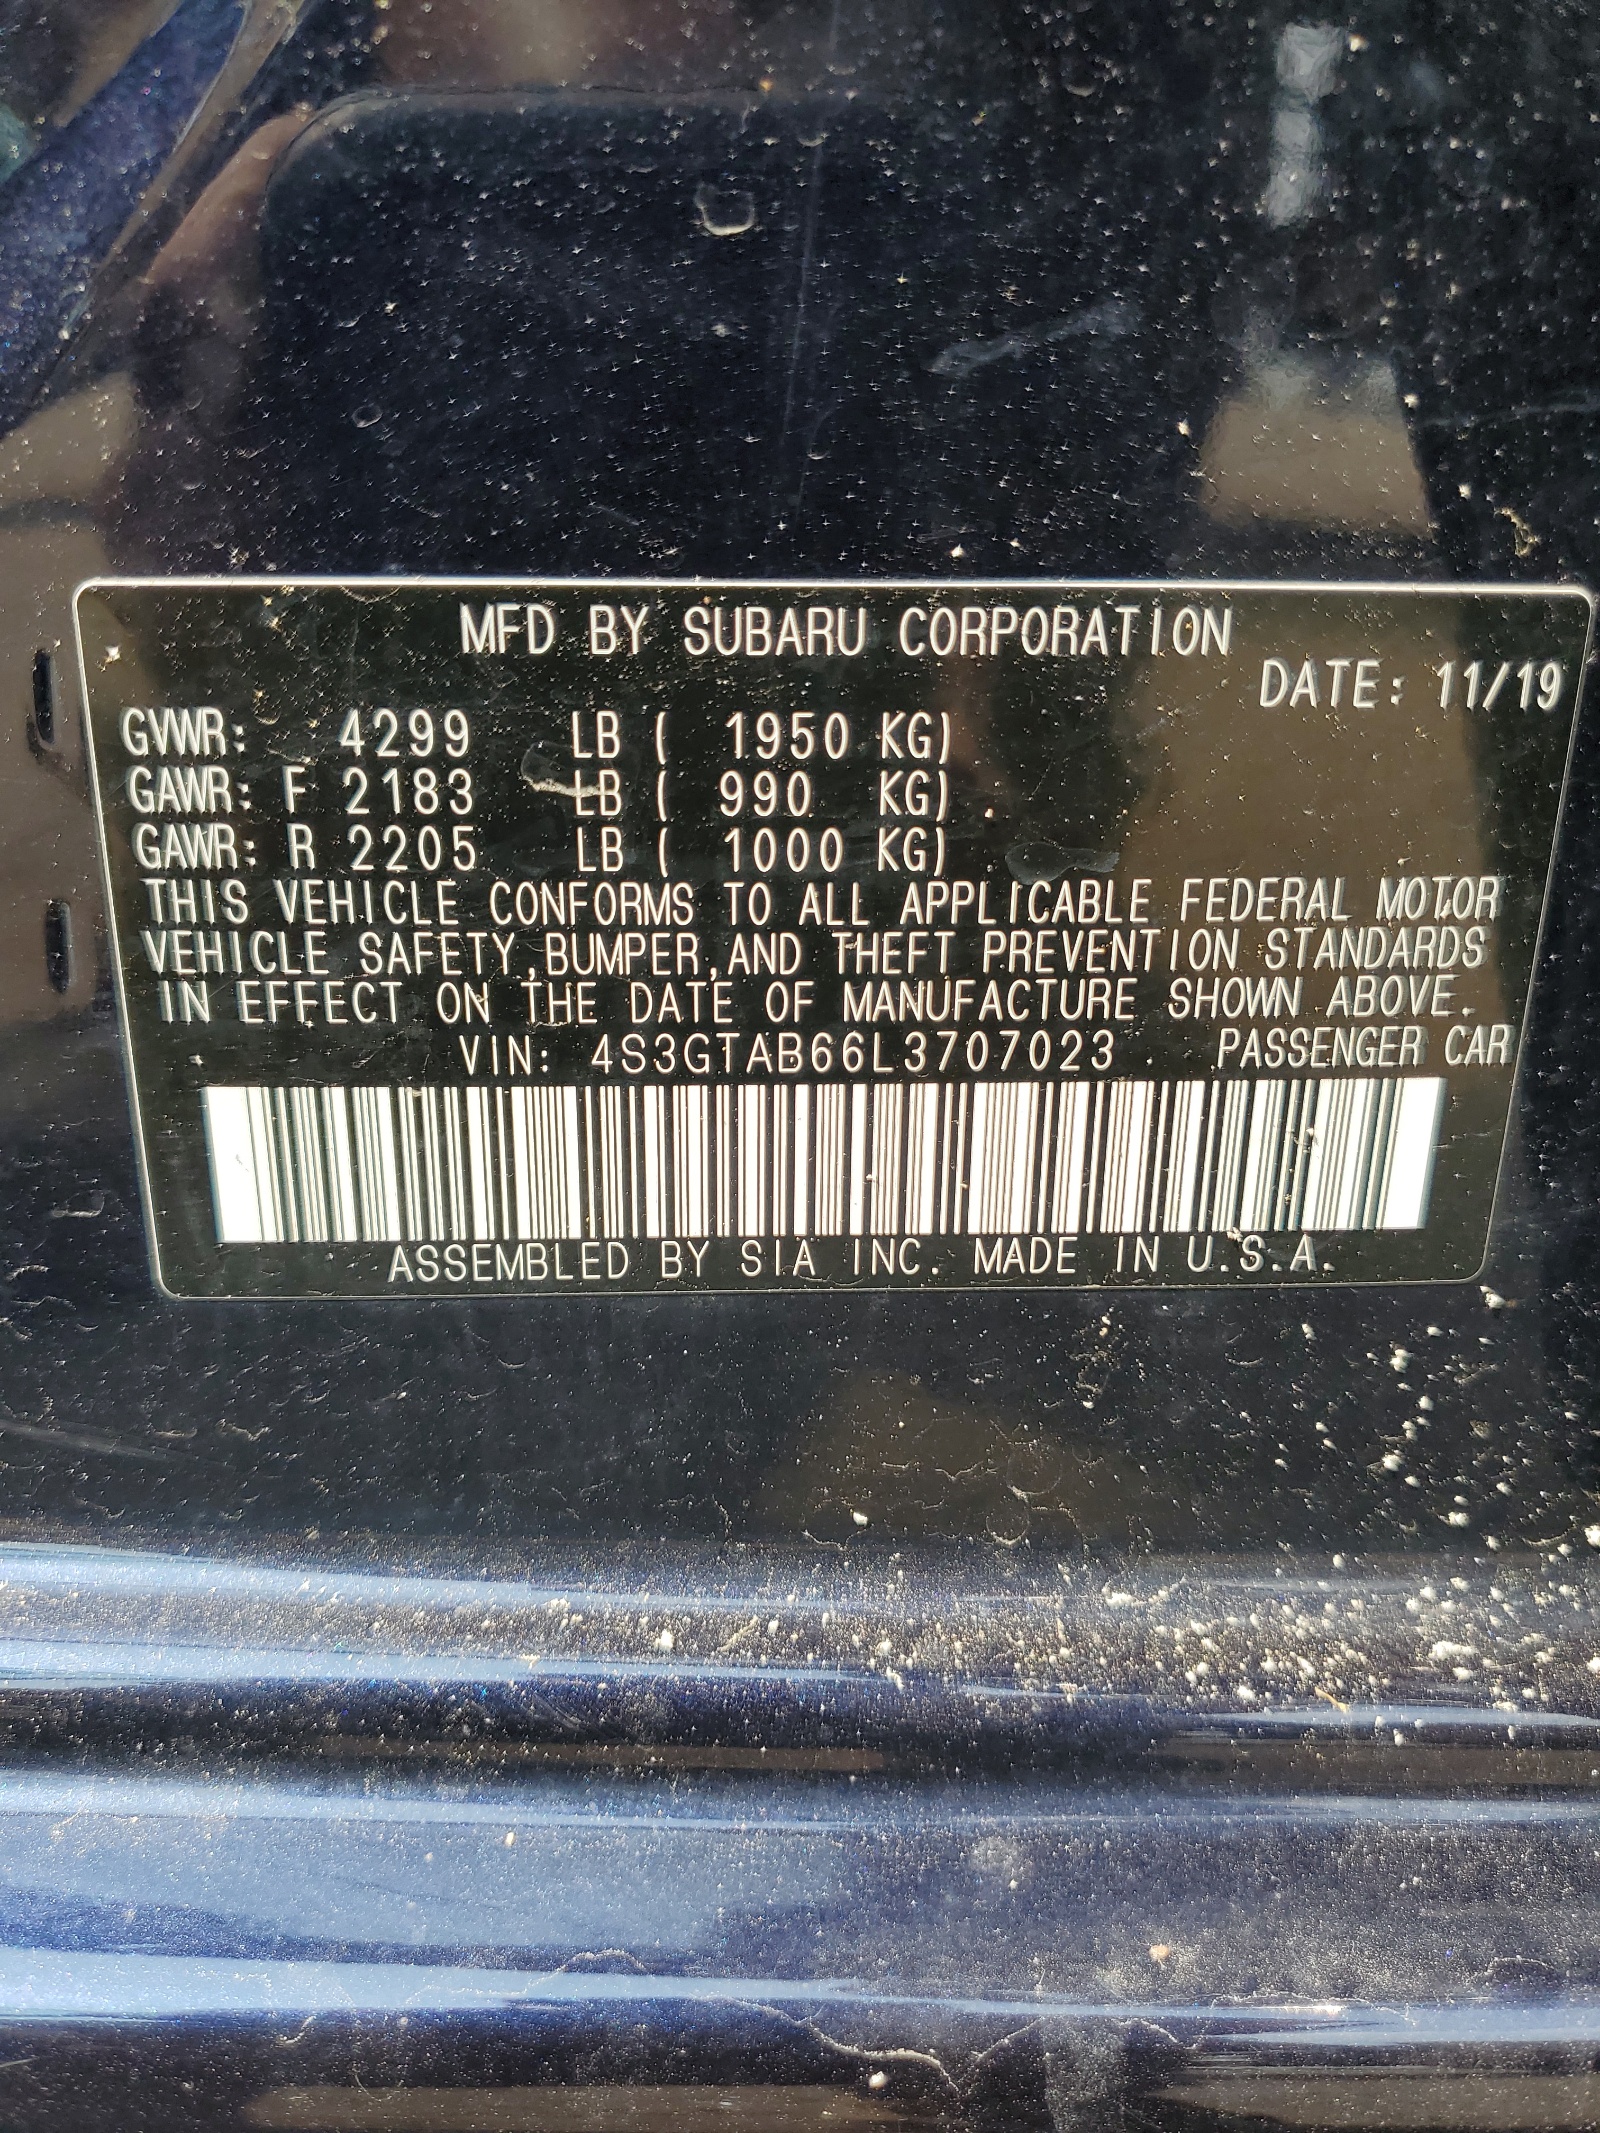 MFD BY SUBARU CORPORATION
DATE: 11/19
GVWR: 4299 LB ( 1950 KG)
GAWR: F 2183 LB ( 990 KG)
GAWR: R 2205 LB ( 1000 KG)
THIS VEHICLE CONFORMS TO ALL APPLICABLE FEDERAL MOTOR
VEHICLE SAFETY,BUMPER,AND THEFT PREVENTION STANDARDS
IN EFFECT ON THE DATE OF MANUFACTURE SHOWN ABOVE.
VIN: 4S3GTAB66L3707023 PASSENGER CAR
ASSEMBLED BY SIA INC. MADE IN U.S.A.